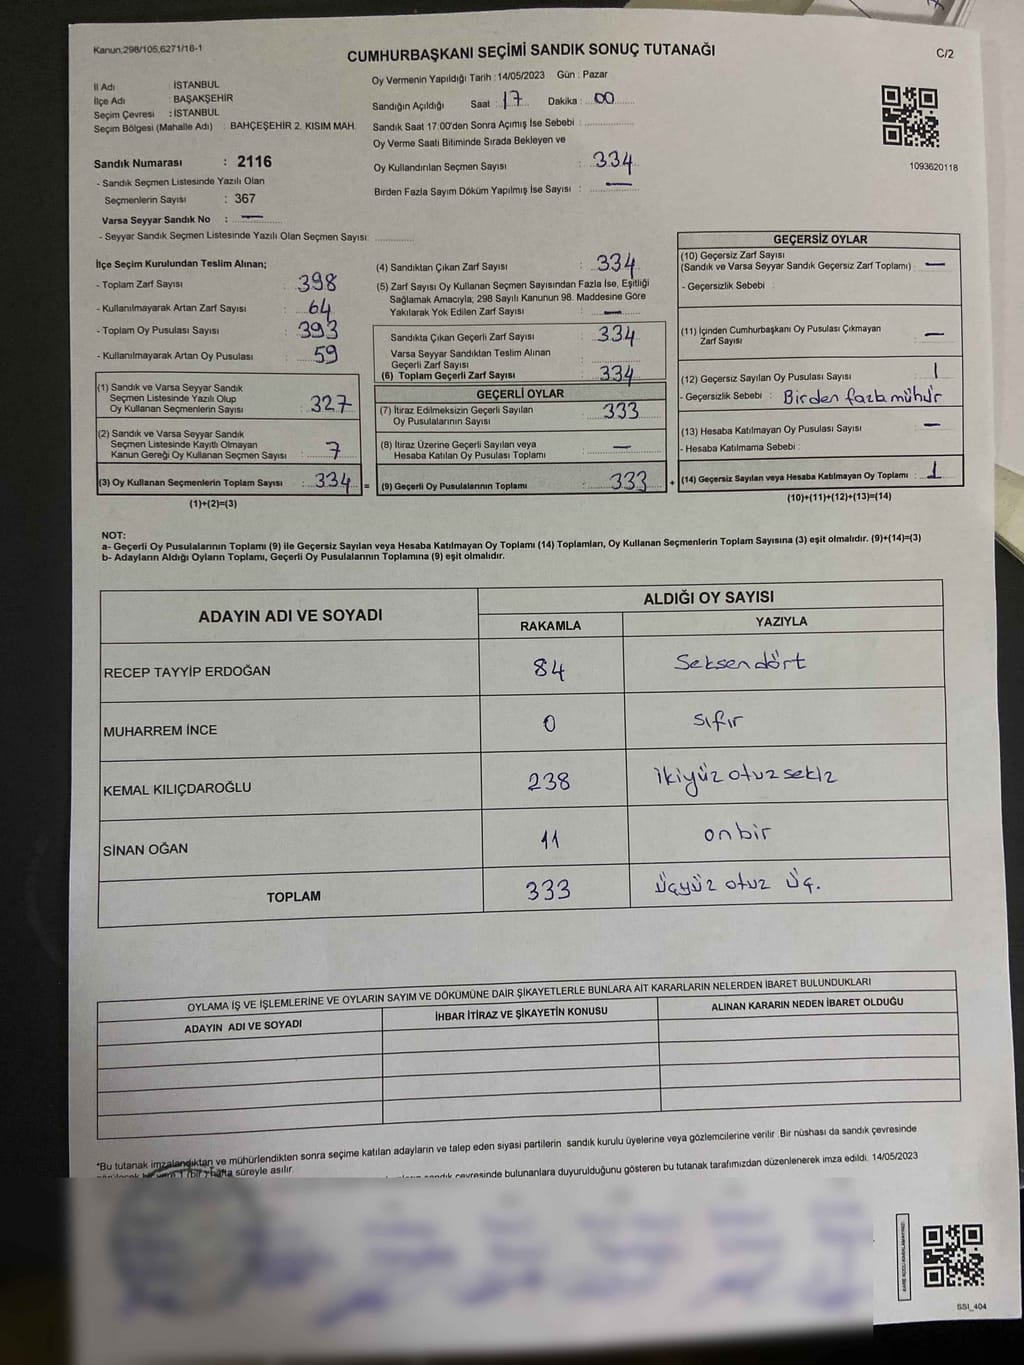 Kanun,298/105,6271/16-1
CUMHURBAŞKANI SEÇİMİ SANDIK SONUÇ TUTANAĞI
C/2
İl Adı İSTANBUL
İlçe Adı : BAŞAKŞEHİR
Seçim Çevresi : İSTANBUL
Seçim Bölgesi (Mahalle Adı) : BAHÇEŞEHİR 2. KISIM MAH.
Sandık Numarası : 2116
- Sandık Seçmen Listesinde Yazılı Olan
Seçmenlerin Sayısı : 367
Varsa Seyyar Sandık No : —
- Seyyar Sandık Seçmen Listesinde Yazılı Olan Seçmen Sayısı:
Oy Vermenin Yapıldığı Tarih : 14/05/2023 Gün : Pazar
Sandığın Açıldığı Saat : 17 Dakika : 00
Sandık Saat 17:00'den Sonra Açımış İse Sebebi :
Oy Verme Saati Bitiminde Sırada Bekleyen ve
Oy Kullandırılan Seçmen Sayısı : 334
Birden Fazla Sayım Döküm Yapılmış İse Sayısı : —
1093620118
İlçe Seçim Kurulundan Teslim Alınan;
- Toplam Zarf Sayısı : 398
- Kullanılmayarak Artan Zarf Sayısı : 64
- Toplam Oy Pusulası Sayısı : 393
- Kullanılmayarak Artan Oy Pusulası : 59
(1) Sandık ve Varsa Seyyar Sandık
Seçmen Listesinde Yazılı Olup
Oy Kullanan Seçmenlerin Sayısı : 327
(2) Sandık ve Varsa Seyyar Sandık
Seçmen Listesinde Kayıtlı Olmayan
Kanun Gereği Oy Kullanan Seçmen Sayısı : 7
(3) Oy Kullanan Seçmenlerin Toplam Sayısı : 334 =
(1)+(2)=(3)
(4) Sandıktan Çıkan Zarf Sayısı : 334
(5) Zarf Sayısı Oy Kullanan Seçmen Sayısından Fazla İse, Eşitliği
Sağlamak Amacıyla; 298 Sayılı Kanunun 98. Maddesine Göre
Yakılarak Yok Edilen Zarf Sayısı : —
Sandıkta Çıkan Geçerli Zarf Sayısı : 334
Varsa Seyyar Sandıktan Teslim Alınan
Geçerli Zarf Sayısı
(6) Toplam Geçerli Zarf Sayısı : 334
GEÇERLİ OYLAR
(7) İtiraz Edilmeksizin Geçerli Sayılan
Oy Pusulalarının Sayısı : 333
(8) İtiraz Üzerine Geçerli Sayılan veya
Hesaba Katılan Oy Pusulası Toplamı : —
(9) Geçerli Oy Pusulalarının Toplamı : 333 +
GEÇERSİZ OYLAR
(10) Geçersiz Zarf Sayısı
(Sandık ve Varsa Seyyar Sandık Geçersiz Zarf Toplamı) : —
- Geçersizlik Sebebi :
(11) İçinden Cumhurbaşkanı Oy Pusulası Çıkmayan
Zarf Sayısı : —
(12) Geçersiz Sayılan Oy Pusulası Sayısı : 1
- Geçersizlik Sebebi : Birden fazla mühür
(13) Hesaba Katılmayan Oy Pusulası Sayısı : —
- Hesaba Katılmama Sebebi :
(14) Geçersiz Sayılan veya Hesaba Katılmayan Oy Toplamı : 1
(10)+(11)+(12)+(13)=(14)
NOT:
a- Geçerli Oy Pusulalarının Toplamı (9) ile Geçersiz Sayılan veya Hesaba Katılmayan Oy Toplamı (14) Toplamları, Oy Kullanan Seçmenlerin Toplam Sayısına (3) eşit olmalıdır. (9)+(14)=(3)
b- Adayların Aldığı Oyların Toplamı, Geçerli Oy Pusulalarının Toplamına (9) eşit olmalıdır.
ADAYIN ADI VE SOYADI ALDIĞI OY SAYISI
RAKAMLA YAZIYLA
RECEP TAYYİP ERDOĞAN 84 Seksendört
MUHARREM İNCE 0 sıfır
KEMAL KILIÇDAROĞLU 238 ikiyüz otuz sekiz
SİNAN OĞAN 11 onbir
TOPLAM 333 üçyüz otuz üç.
OYLAMA İŞ VE İŞLEMLERİNE VE OYLARIN SAYIM VE DÖKÜMÜNE DAİR ŞİKAYETLERLE BUNLARA AİT KARARLARIN NELERDEN İBARET BULUNDUKLARI
ADAYIN ADI VE SOYADI İHBAR İTİRAZ VE ŞİKAYETİN KONUSU ALINAN KARARIN NEDEN İBARET OLDUĞU
*Bu tutanak imzalandıktan ve mühürlendikten sonra seçime katılan adayların ve talep eden siyasi partilerin sandık kurulu üyelerine veya gözlemcilerine verilir. Bir nüshası da sandık çevresinde
1 (bir) hafta süreyle asılır.
sandık çevresinde bulunanlara duyurulduğunu gösteren bu tutanak tarafımızdan düzenlenerek imza edildi. 14/05/2023
SSI_404